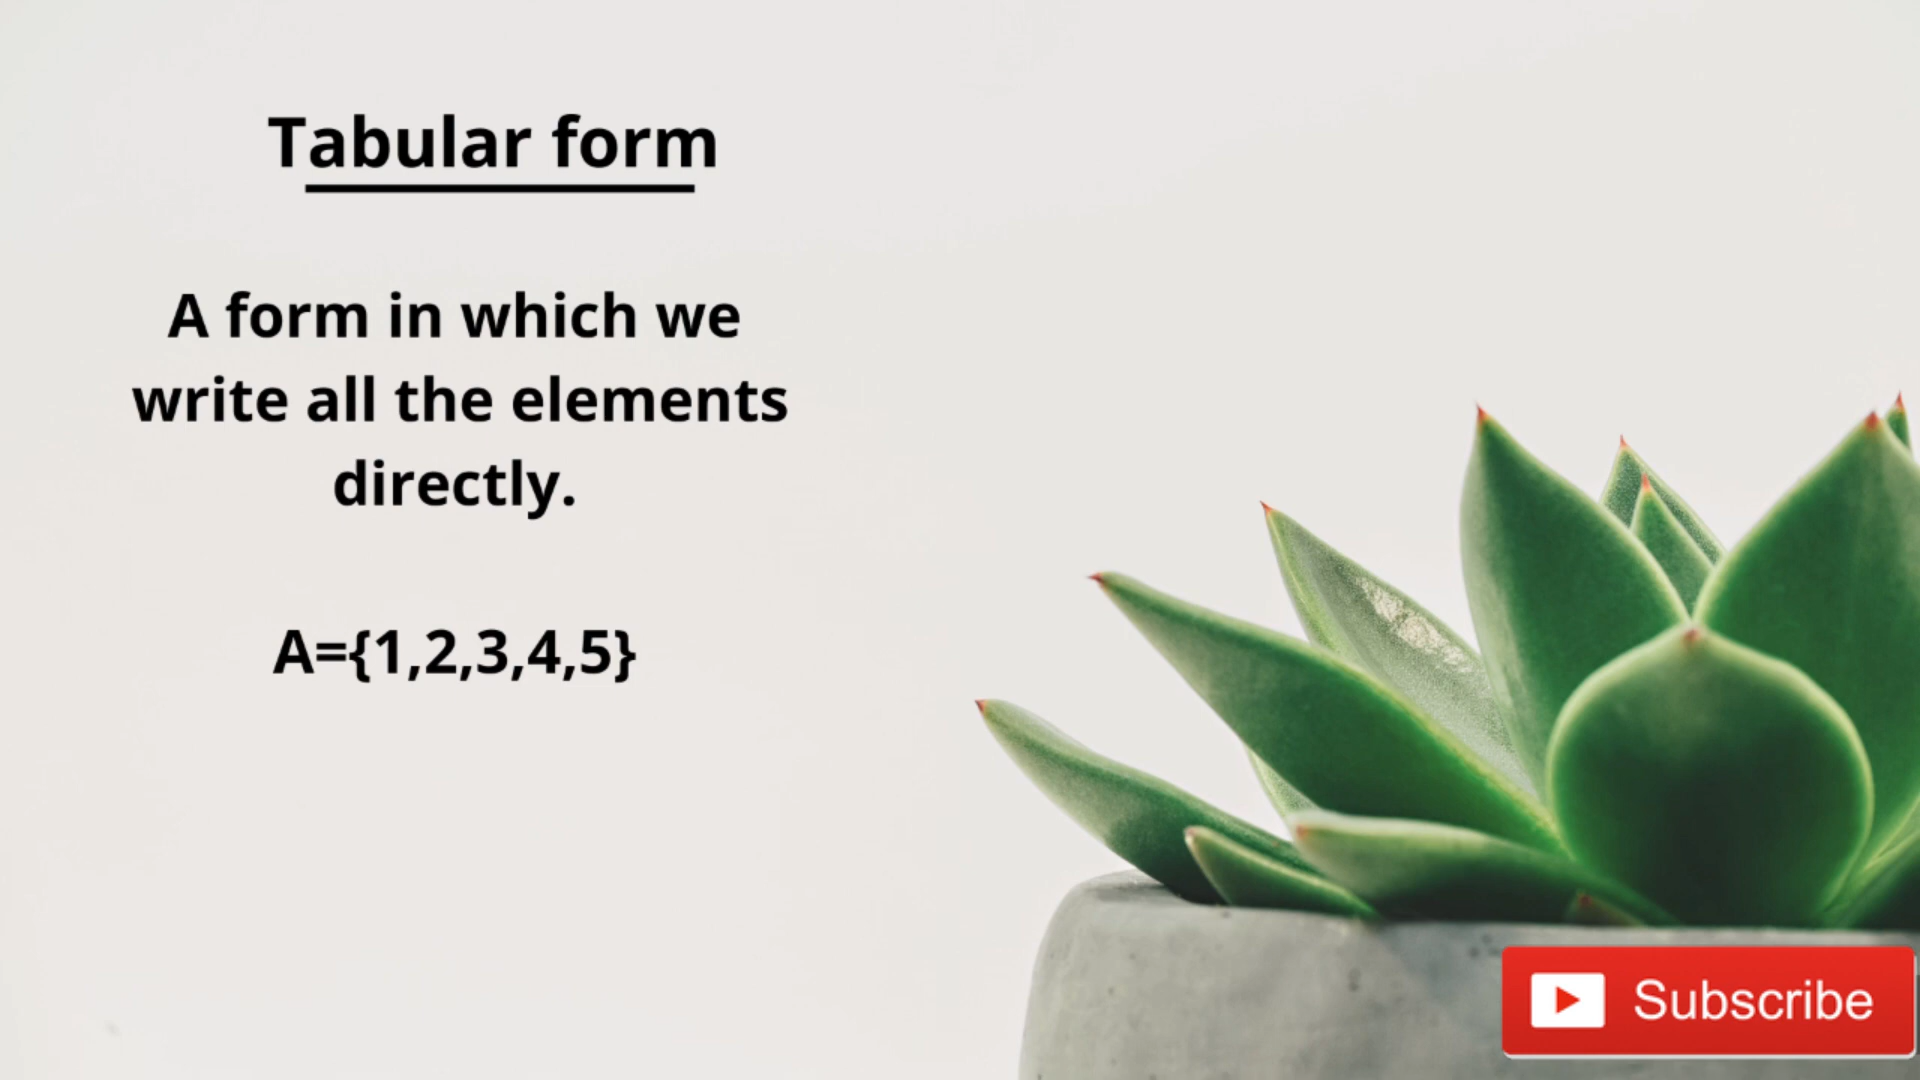 Tabular form
A form in which we
write all the elements
directly.
A={1,2,3,4,5}
Subscribe